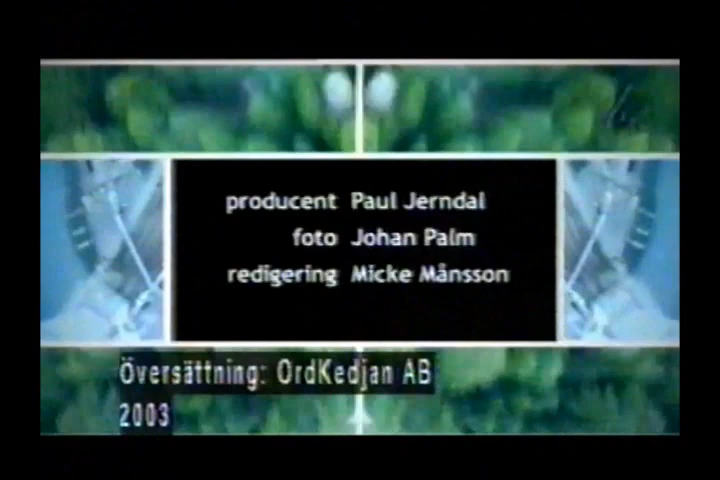 producent Paul Jerndal
foto Johan Palm
redigering Micke Månsson
Översättning: OrdKedjan AB
2003